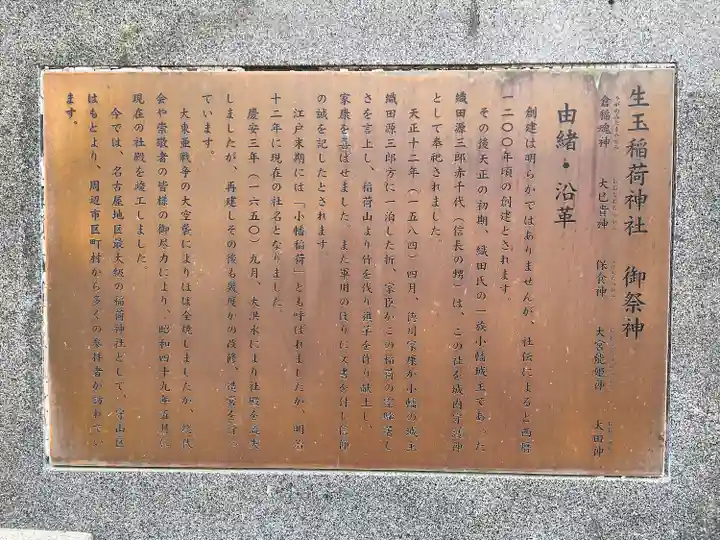 生玉稲荷神社　御祭神
倉稲魂神　大己貴神　保食神　大宮能姫神　太田神
由緒・沿革
創建は明らかではありませんが、社伝によると西暦
一二〇〇年頃の創建とされます。
その後天正の初期、織田氏の一族小幡城主であった
織田源三郎赤千代（信長の甥）は、この社を城内守護神
として奉祀されました。
天正十二年（一五八四）四月、徳川家康が小幡の城主
織田源三郎方に一泊した折、家臣がこの稲荷の霊験著し
さを言上し、稲荷山より竹を伐り
家康を喜ばせました。また軍用ののぼりに文書を付し信仰
の誠を記したとされます。
江戸末期には「小幡稲荷」とも呼ばれましたが、明治
十二年に現在の社名となりました。
慶安三年（一六五〇）九月、大洪水により社殿を流失
しましたが、再建しその後も幾度かの改修、造営を行っ
ています。
大東亜戦争の大空襲によりほぼ全焼しましたが、総代
会や崇敬者の皆様の御尽力により、昭和四十九年五月に
現在の社殿を竣工しました。
今では、名古屋地区最大級の稲荷神社として、守山区
はもとより、周辺市区町村から多くの参拝者が訪れてい
ます。